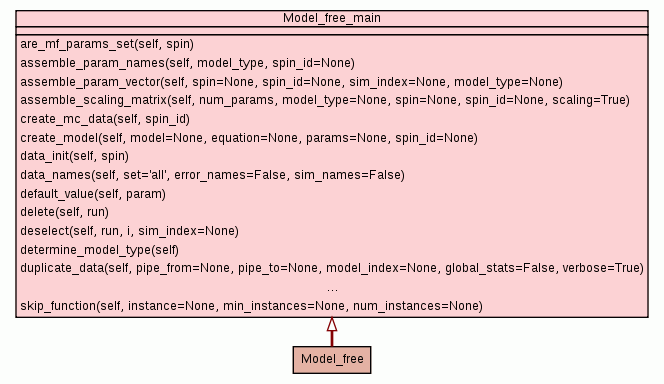 Model_free_main
are_mf_params_set(self, spin)
assemble_param_names(self, model_type, spin_id=None)
assemble_param_vector(self, spin=None, spin_id=None, sim_index=None, model_type=None)
assemble_scaling_matrix(self, num_params, model_type=None, spin=None, spin_id=None, scaling=True)
create_mc_data(self, spin_id)
create_model(self, model=None, equation=None, params=None, spin_id=None)
data_init(self, spin)
data_names(self, set='all', error_names=False, sim_names=False)
default_value(self, param)
delete(self, run)
deselect(self, run, i, sim_index=None)
determine_model_type(self)
duplicate_data(self, pipe_from=None, pipe_to=None, model_index=None, global_stats=False, verbose=True)
...
skip_function(self, instance=None, min_instances=None, num_instances=None)
Model_free